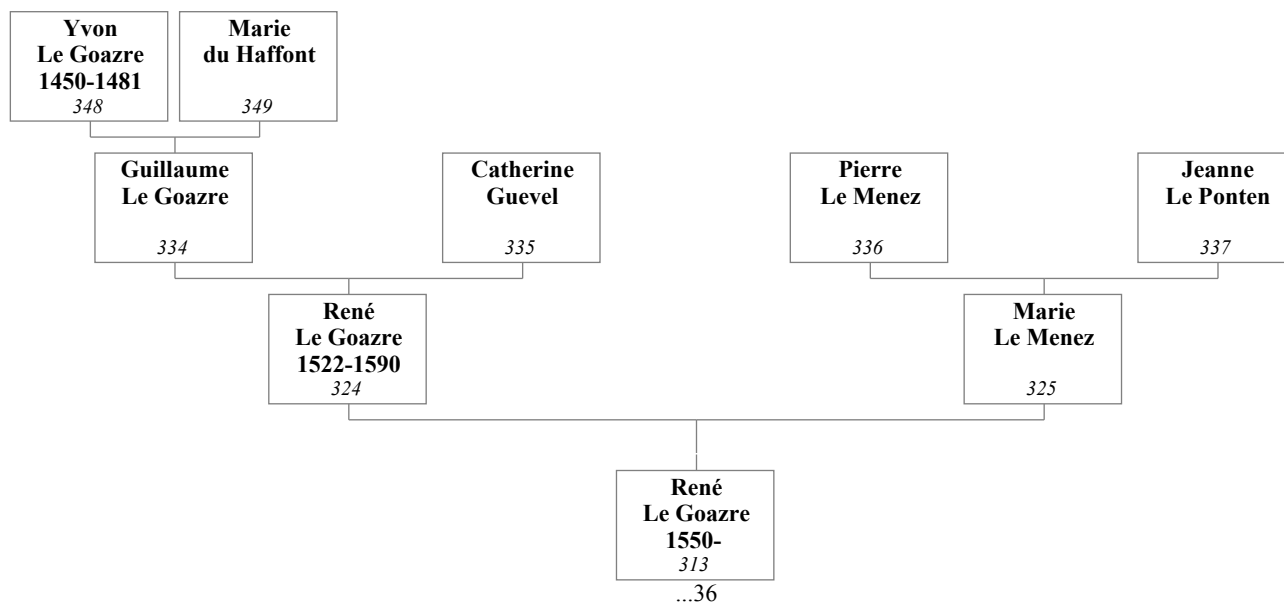 Yvon
Le Goazre
1450-1481
348
Marie
du Haffont
349
Guillaume
Le Goazre
334
Catherine
Guevel
335
Pierre
Le Menez
336
Jeanne
Le Ponten
337
René
Le Goazre
1522-1590
324
Marie
Le Menez
325
René
Le Goazre
1550-
313
...36